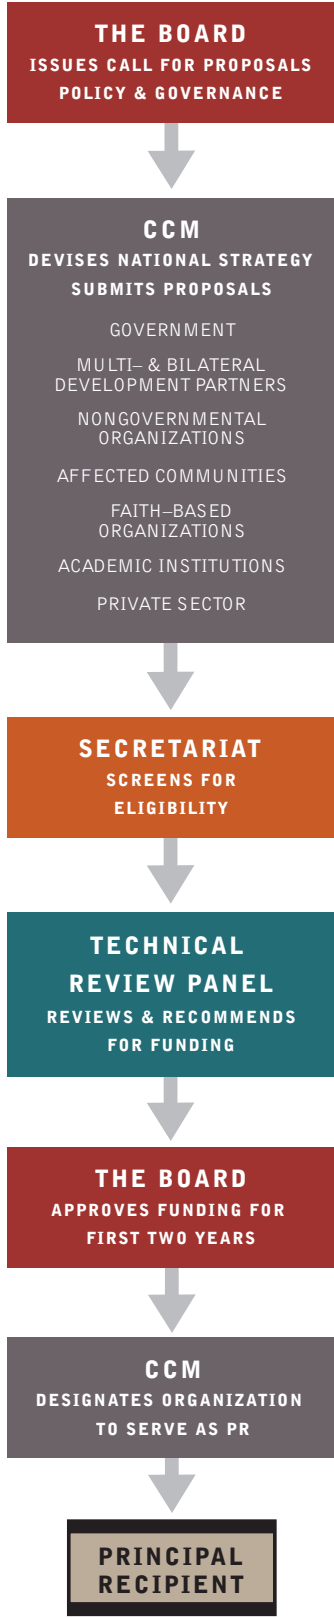 THE BOARD
ISSUES CALL FOR PROPOSALS
POLICY & GOVERNANCE
CCM
DEVISES NATIONAL STRATEGY
SUBMITS PROPOSALS
GOVERNMENT
MULTI– & BILATERAL
DEVELOPMENT PARTNERS
NONGOVERNMENTAL
ORGANIZATIONS
AFFECTED COMMUNITIES
FAITH–BASED
ORGANIZATIONS
ACADEMIC INSTITUTIONS
PRIVATE SECTOR
SECRETARIAT
SCREENS FOR
ELIGIBILITY
TECHNICAL
REVIEW PANEL
REVIEWS & RECOMMENDS
FOR FUNDING
THE BOARD
APPROVES FUNDING FOR
FIRST TWO YEARS
CCM
DESIGNATES ORGANIZATION
TO SERVE AS PR
PRINCIPAL
RECIPIENT